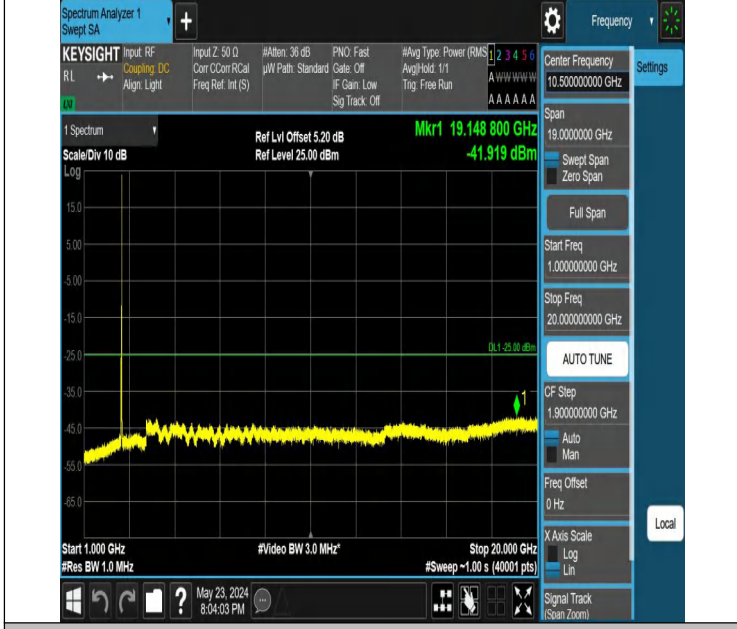 Spectrum Analyzer 1
Swept SA
+
Frequency
KEYSIGHT
RL
LXI
Input: RF
Coupling: DC
Align: Light
Input Z: 50 Ω
Corr CCorr RCal
Freq Ref: Int (S)
#Atten: 36 dB
µW Path: Standard
PNO: Fast
Gate: Off
IF Gain: Low
Sig Track: Off
#Avg Type: Power (RMS
Avg|Hold: 1/1
Trig: Free Run
1 2 3 4 5 6
A W W W W W
A A A A A A
1 Spectrum
Scale/Div 10 dB
Log
Ref Lvl Offset 5.20 dB
Ref Level 25.00 dBm
Mkr1 19.148 800 GHz
-41.919 dBm
15.0
5.00
-5.00
-15.0
-25.0
-35.0
-45.0
-55.0
-65.0
DL1 -25.00 dBm
1
Start 1.000 GHz
#Res BW 1.0 MHz
#Video BW 3.0 MHz*
Stop 20.000 GHz
#Sweep ~1.00 s (40001 pts)
?
May 23, 2024
8:04:03 PM
Center Frequency
10.500000000 GHz
Settings
Span
19.0000000 GHz
Swept Span
Zero Span
Full Span
Start Freq
1.000000000 GHz
Stop Freq
20.000000000 GHz
AUTO TUNE
CF Step
1.900000000 GHz
Auto
Man
Freq Offset
0 Hz
X Axis Scale
Log
Lin
Local
Signal Track
(Span Zoom)